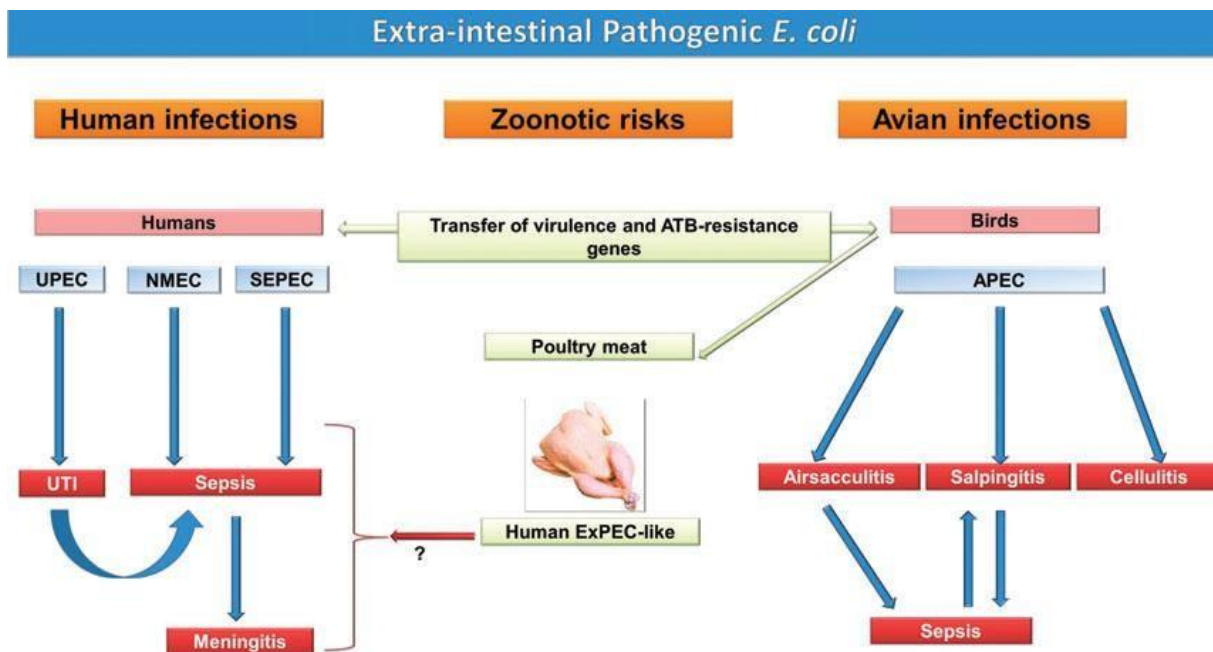 Extra-intestinal Pathogenic E. coli
Human infections
Zoonotic risks
Avian infections
Humans
Transfer of virulence and ATB-resistance
genes
Birds
UPEC
NMEC
SEPEC
APEC
Poultry meat
UTI
Sepsis
Airsacculitis
Salpingitis
Cellulitis
Human ExPEC-like
?
Meningitis
Sepsis